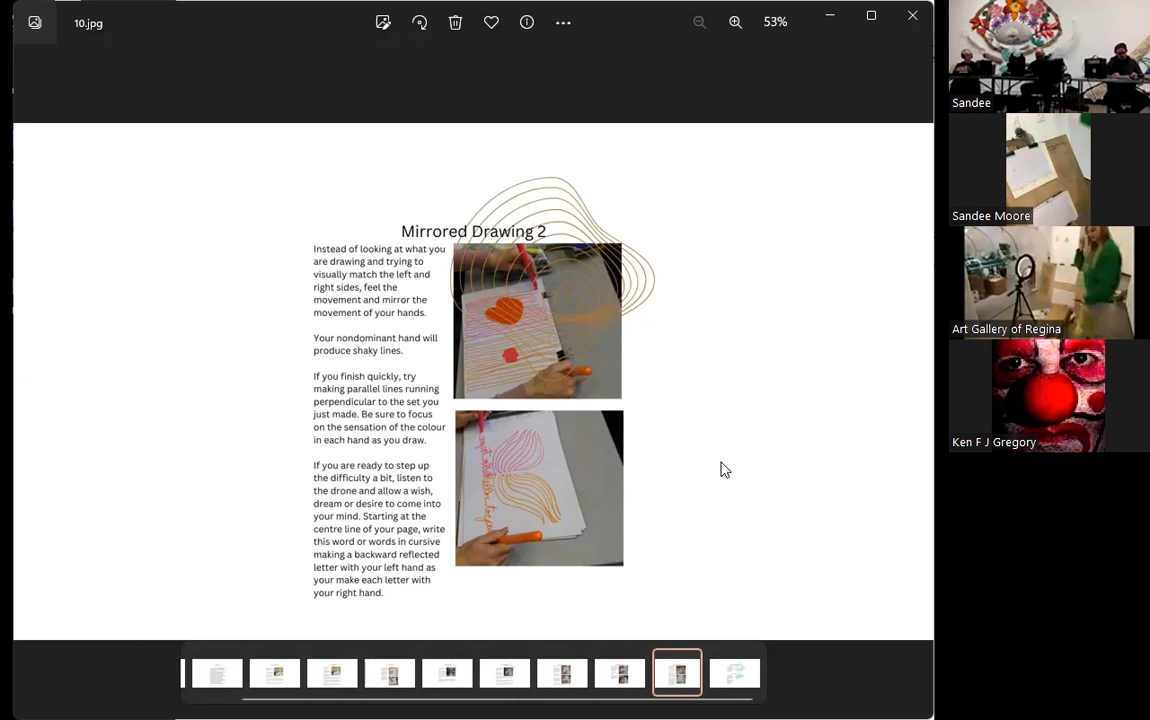 10.jpg
53%
Mirrored Drawing 2
Instead of looking at what you
are drawing and trying to
visually match the left and
right sides, feel the
movement and mirror the
movement of your hands.
Your nondominant hand will
produce shaky lines.
If you finish quickly, try
making parallel lines running
perpendicular to the set you
just made. Be sure to focus
on the sensation of the colour
in each hand as you draw.
If you are ready to step up
the difficulty a bit, listen to
the drone and allow a wish,
dream or desire to come into
your mind. Starting at the
centre line of your page, write
this word or words in cursive
making a backward reflected
letter with your left hand as
your make each letter with
your right hand.
Sandee
Sandee Moore
Art Gallery of Regina
Ken F J Gregory